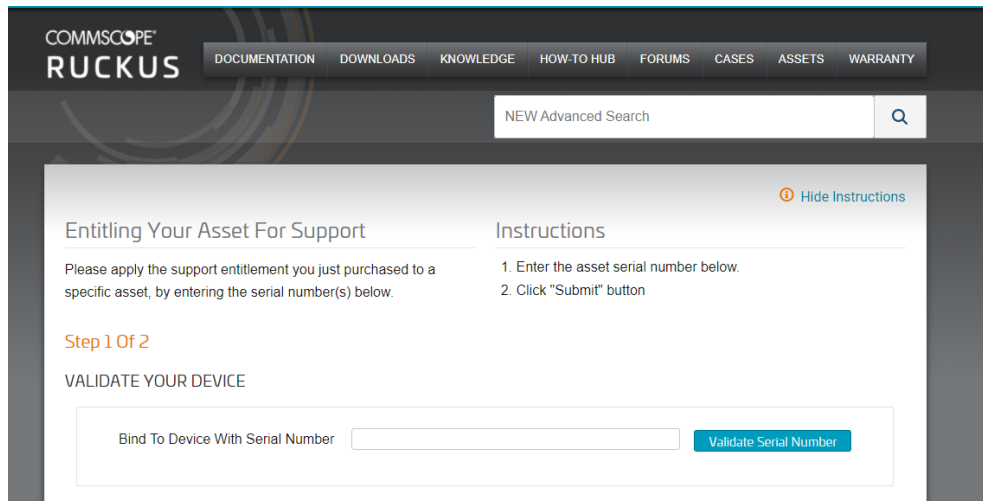 COMMSCOPE®
RUCKUS
DOCUMENTATION DOWNLOADS KNOWLEDGE HOW-TO HUB FORUMS CASES ASSETS WARRANTY
NEW Advanced Search
Hide Instructions
Entitling Your Asset For Support
Please apply the support entitlement you just purchased to a
specific asset, by entering the serial number(s) below.
Instructions
1. Enter the asset serial number below.
2. Click "Submit" button
Step 1 Of 2
VALIDATE YOUR DEVICE
Bind To Device With Serial Number
Validate Serial Number